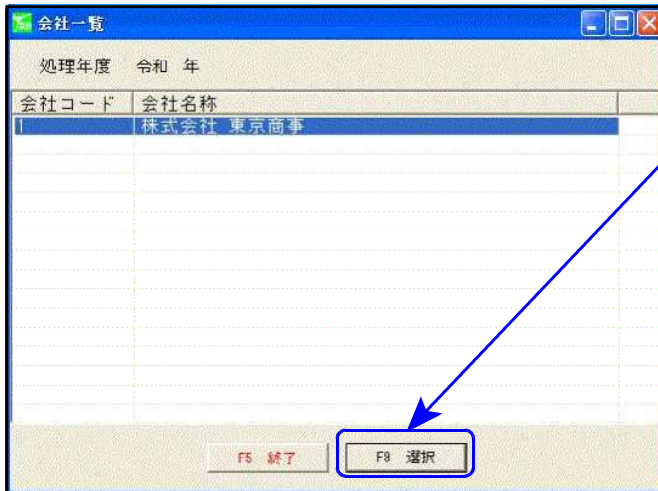 会社一覧
処理年度 令和 年
会社コード 会社名称
1 株式会社 東京商事
F5 終了 F9 選択